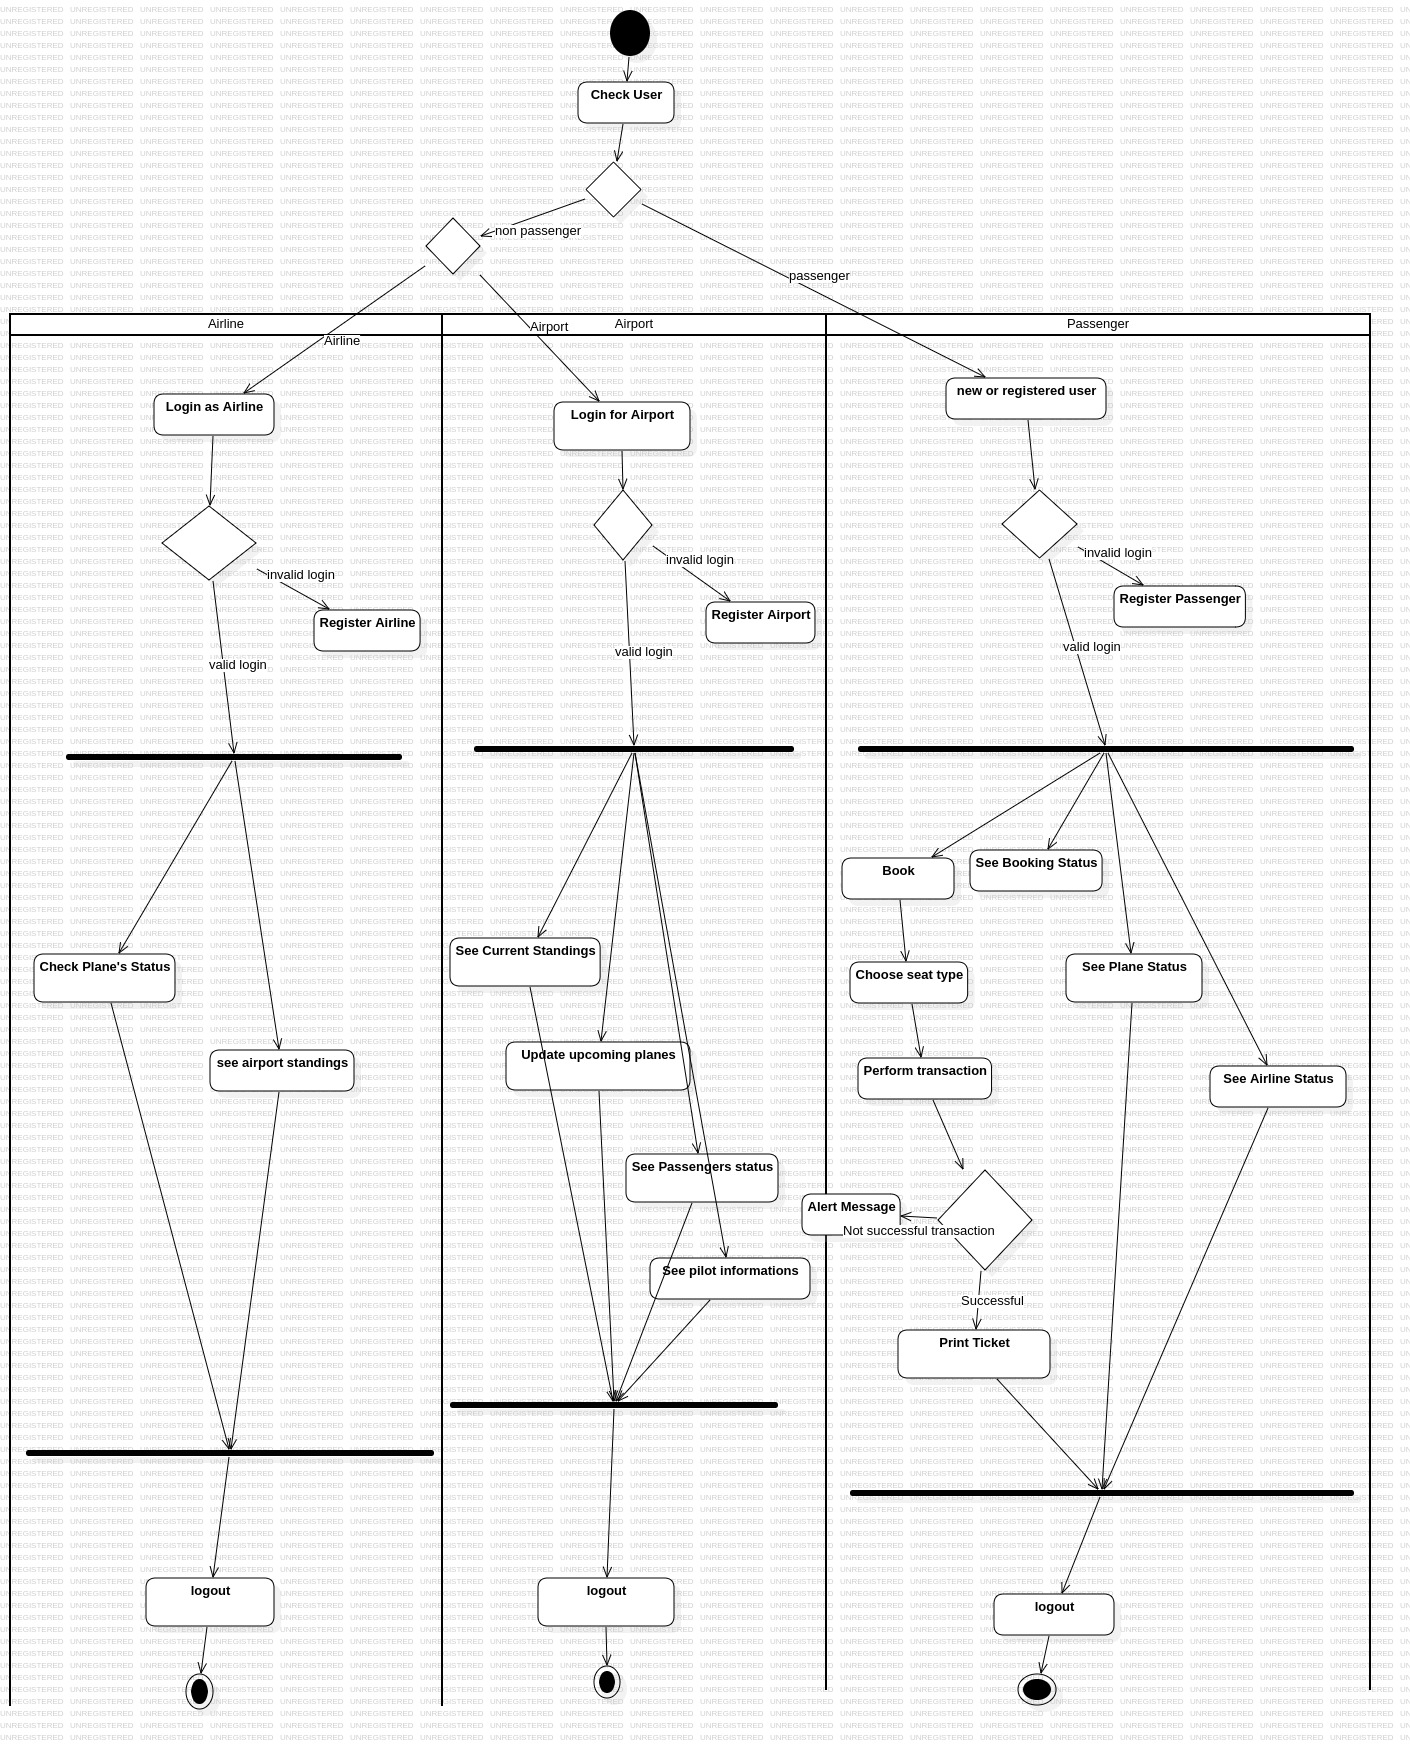 Check User
non passenger
passenger
Airline
Airport
Airport
Passenger
Airline
Login as Airline
Login for Airport
new or registered user
invalid login
invalid login
invalid login
Register Airline
Register Airport
Register Passenger
valid login
valid login
valid login
Book
See Booking Status
Check Plane's Status
See Current Standings
Choose seat type
See Plane Status
see airport standings
Update upcoming planes
Perform transaction
See Airline Status
See Passengers status
Alert Message
Not successful transaction
See pilot informations
Successful
Print Ticket
logout
logout
logout
UNREGISTERED